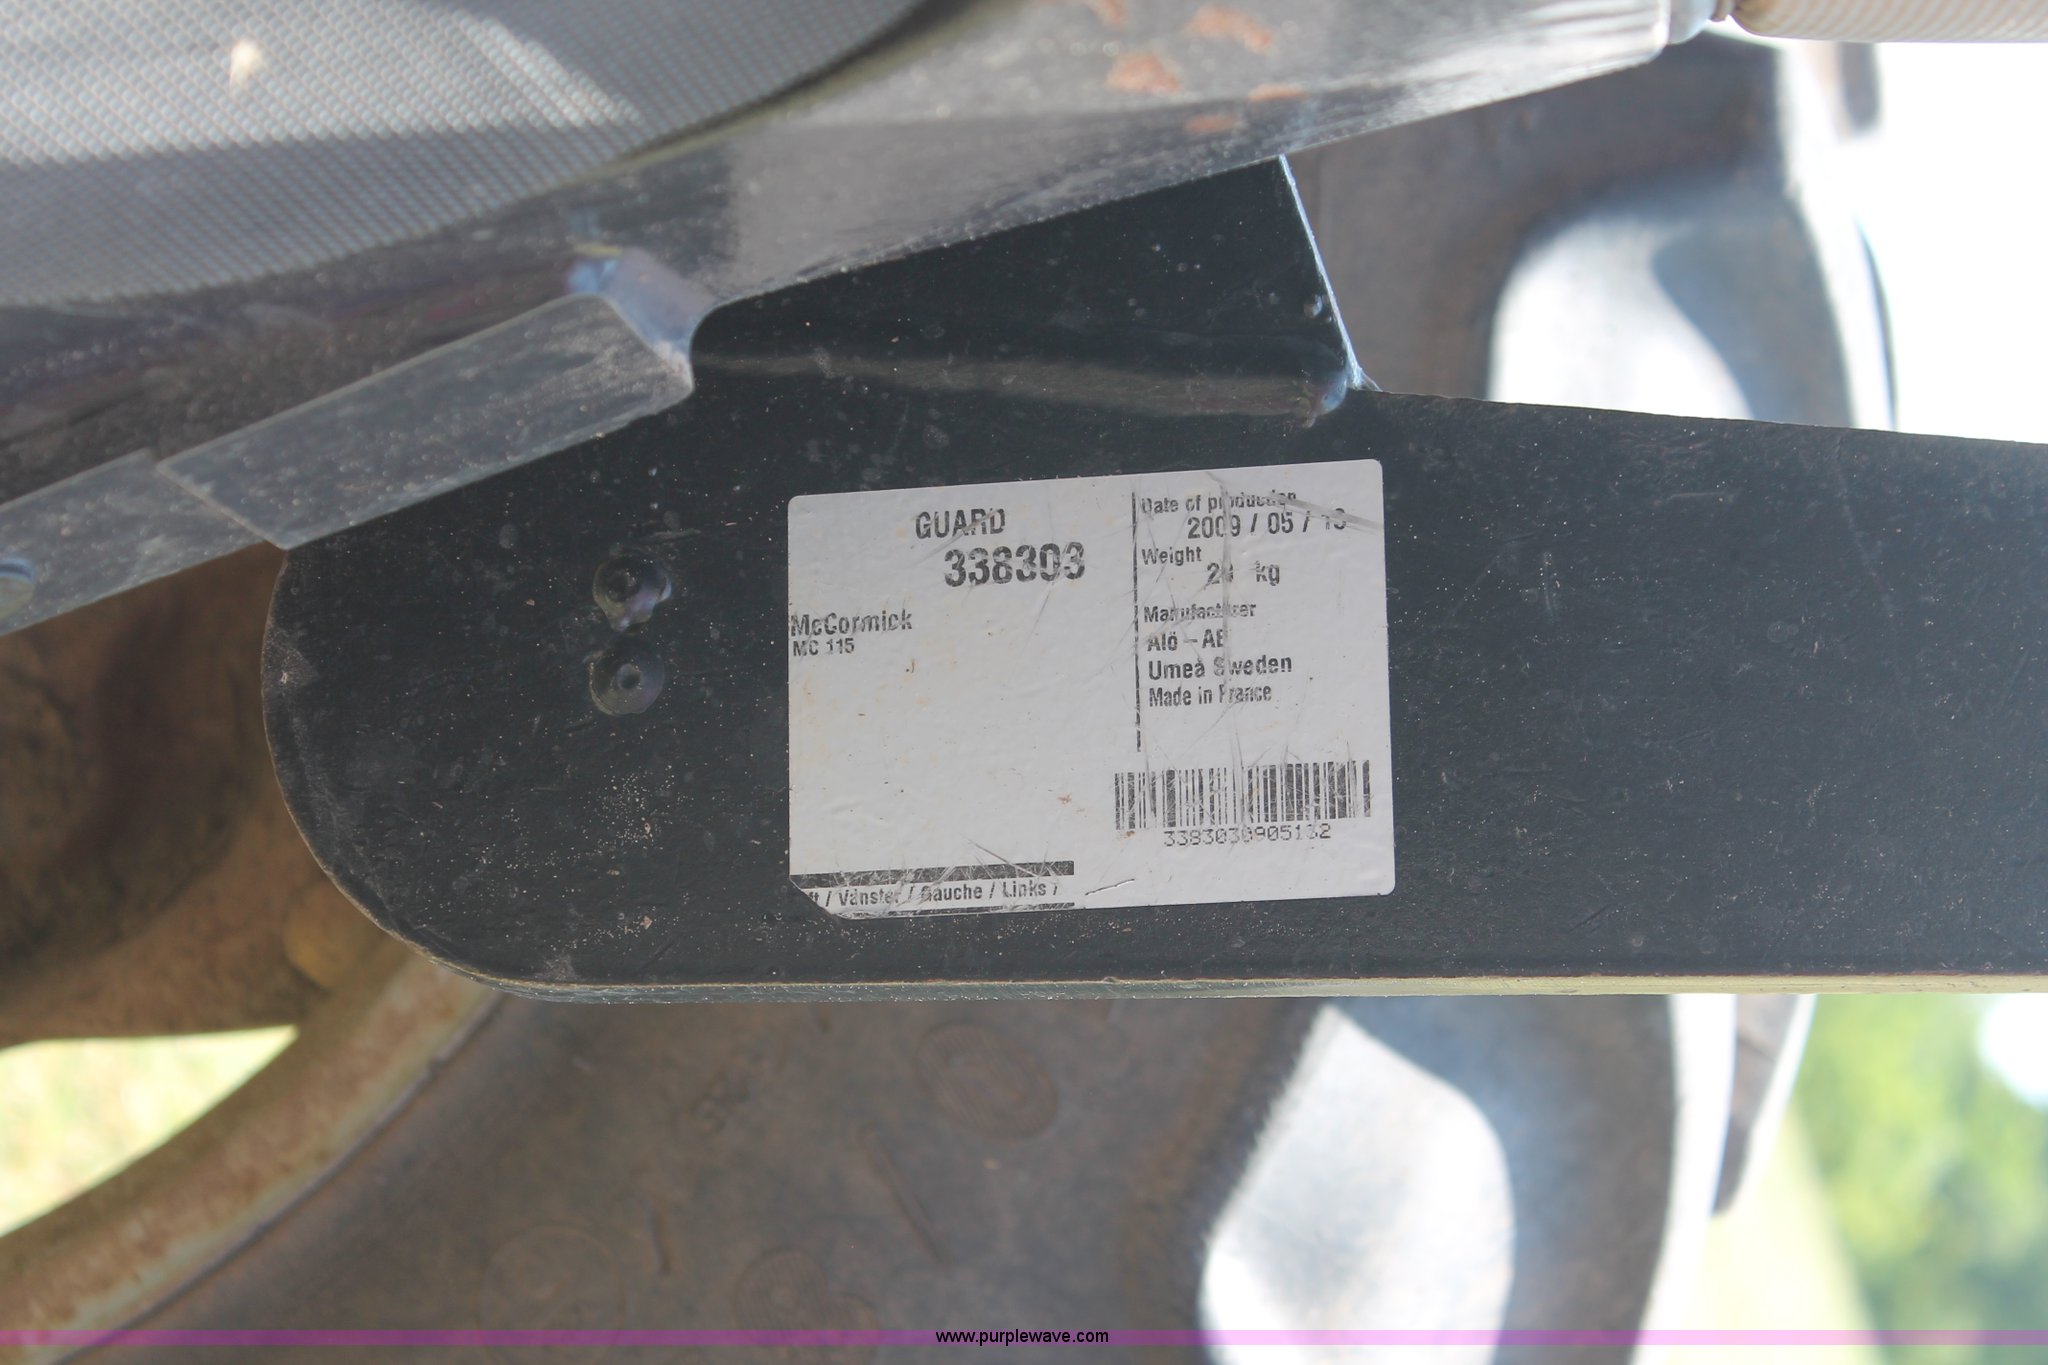 GUARD
338303
McCormick
MC 115
Date of production
2009 / 05 /
Weight
kg
Manufacturer
Alö - AB
Umeå Sweden
Made in France
3383030905132
/ Vänster / Gauche / Links /
www.purplewave.com